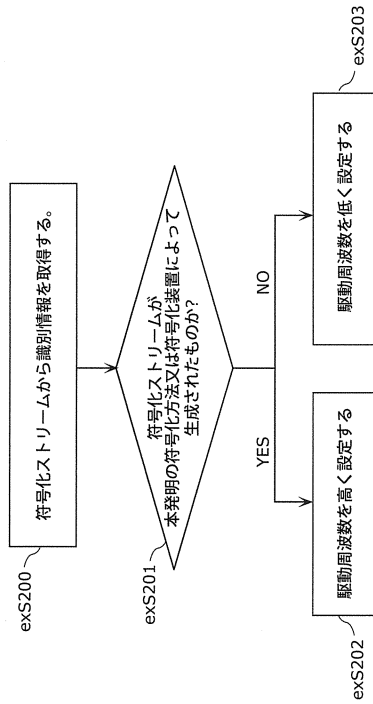 exS200
符号化ストリームから識別情報を取得する。
exS201
符号化ストリームが
本発明の符号化方法又は符号化装置によって
生成されたものか?
YES
NO
exS202
駆動周波数を高く設定する
exS203
駆動周波数を低く設定する